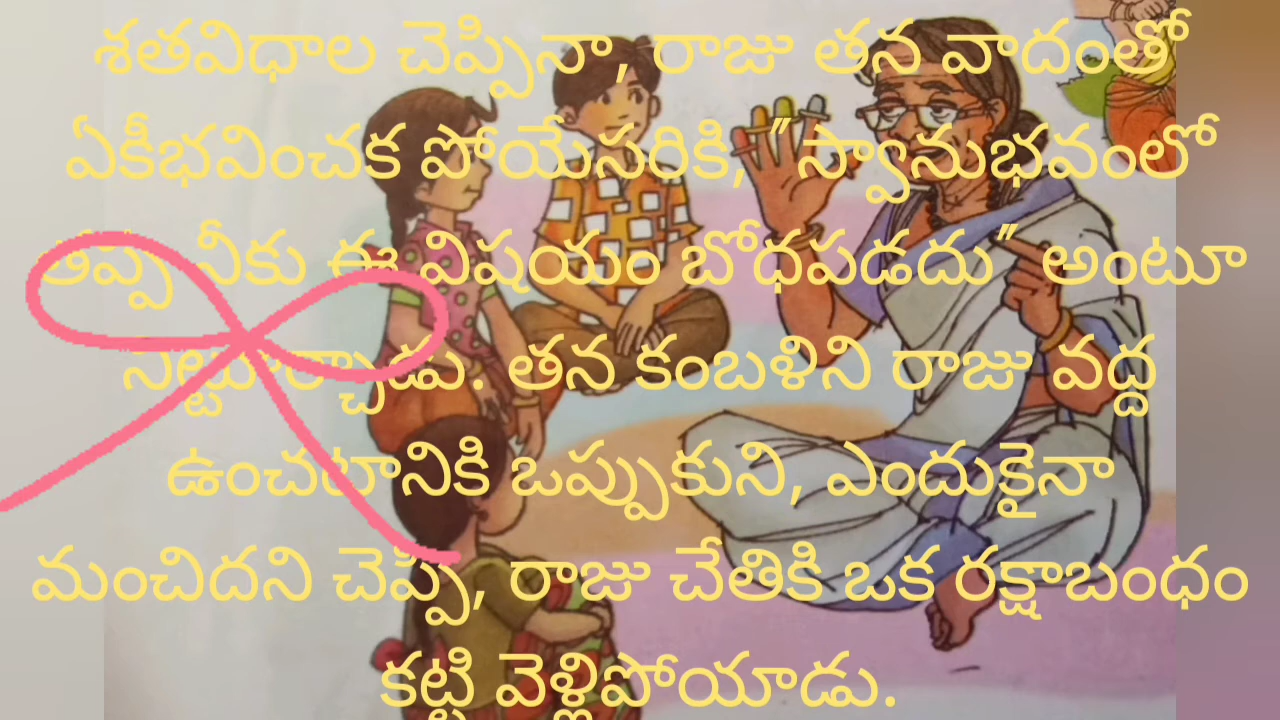 శతవిధాల చెప్పినా, రాజు తన వాదంతో
ఏకీభవించక పోయేసరికి, "స్వానుభవంలో
తప్ప నీకు ఈ విషయం బోధపడదు" అంటూ
నిట్టూర్చాడు. తన కంబళిని రాజు వద్ద
ఉంచటానికి ఒప్పుకుని, ఎందుకైనా
మంచిదని చెప్పి, రాజు చేతికి ఒక రక్షాబంధం
కట్టి వెళ్లిపోయాడు.